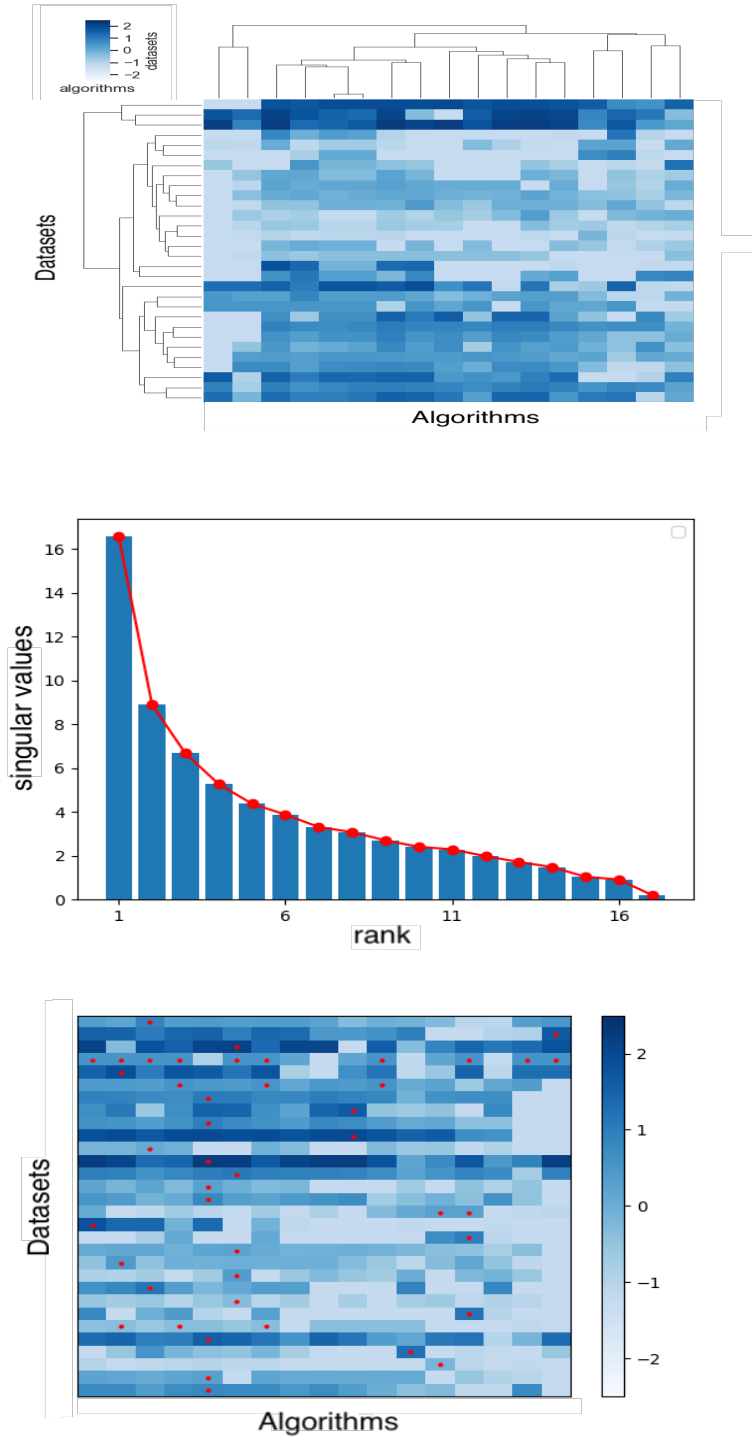 2
1
0
−1
−2
datasets
algorithms
Datasets
Algorithms
16
14
12
10
8
6
4
2
0
singular values
1 6 11 16
rank
Datasets
2
1
0
−1
−2
Algorithms